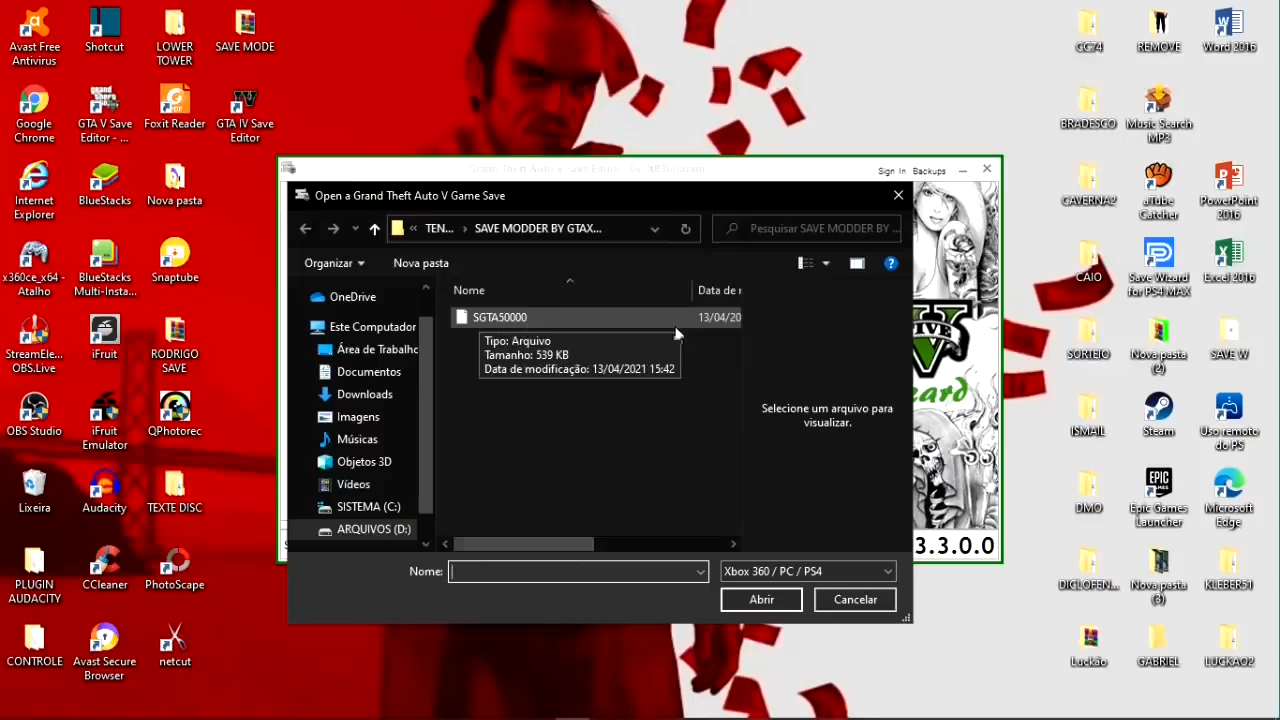 Avast Free
Antivirus
Shotcut
LOWER
TOWER
SAVE MODE
Google
Chrome
GTA V Save
Editor - ...
Foxit Reader
GTA IV Save
Editor
Internet
Explorer
BlueStacks
Nova pasta
x360ce_x64 -
Atalho
BlueStacks
Multi-Insta...
Snaptube
StreamEle...
OBS.Live
iFruit
RODRIGO
SAVE
OBS Studio
iFruit
Emulator
QPhotorec
Lixeira
Audacity
TEXTE DISC
PLUGIN
AUDACITY
CCleaner
PhotoScape
CONTROLE
Avast Secure
Browser
netcut
Sign In Backups
Open a Grand Theft Auto V Game Save
TEN... SAVE MODDER BY GTAX...
Pesquisar SAVE MODDER BY ...
Organizar
Nova pasta
Nome
Data de r
OneDrive
Este Computador
Área de Trabalho
Documentos
Downloads
Imagens
Músicas
Objetos 3D
Vídeos
SISTEMA (C:)
ARQUIVOS (D:)
SGTA50000
13/04/20
Tipo: Arquivo
Tamanho: 539 KB
Data de modificação: 13/04/2021 15:42
Selecione um arquivo para
visualizar.
Nome:
Xbox 360 / PC / PS4
Abrir
Cancelar
3.3.0.0
CC74
REMOVE
Word 2016
BRADESCO
Music Search
MP3
CAVERNA2
aTube
Catcher
PowerPoint
2016
CAIO
Save Wizard
for PS4 MAX
Excel 2016
SORTEIO
Nova pasta
(2)
SAVE W
ISMAIL
Steam
Uso remoto
do PS
DMO
Epic Games
Launcher
Microsoft
Edge
DICLOFEN...
Nova pasta
(3)
KLEBER51
Luckão
GABRIEL
LUCKAO2